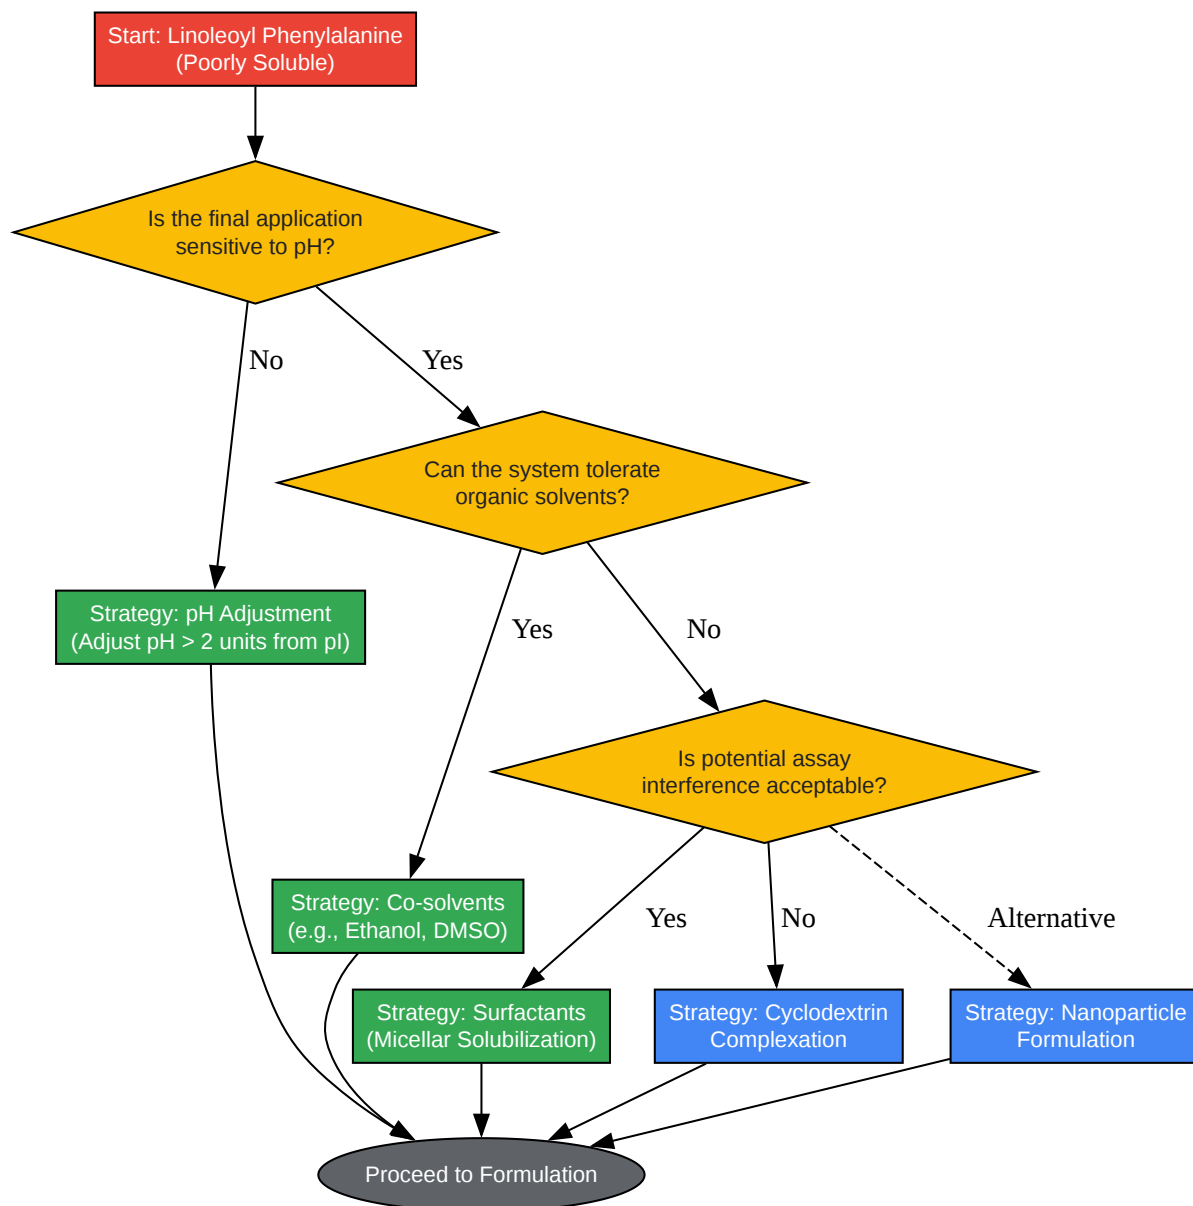 Start: Linoleoyl Phenylalanine
(Poorly Soluble)
Is the final application
sensitive to pH?
No
Yes
Can the system tolerate
organic solvents?
Strategy: pH Adjustment
(Adjust pH > 2 units from pI)
Yes
No
Is potential assay
interference acceptable?
Strategy: Co-solvents
(e.g., Ethanol, DMSO)
Yes
No
Alternative
Strategy: Surfactants
(Micellar Solubilization)
Strategy: Cyclodextrin
Complexation
Strategy: Nanoparticle
Formulation
Proceed to Formulation